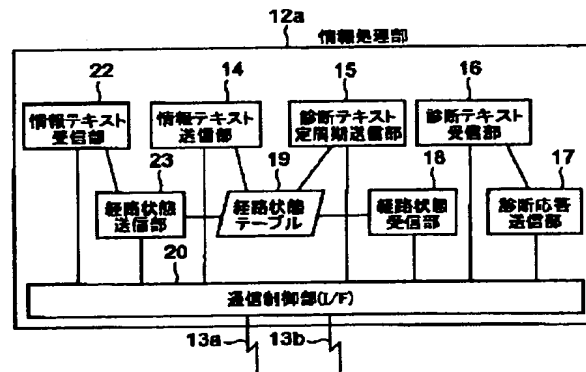 12a
情報処理部
22
14
15
16
情報テキスト
受信部
情報テキスト
送信部
診断テキスト
定周期送信部
診断テキスト
受信部
23
19
18
17
経路状態
送信部
経路状態
テーブル
経路状態
受信部
診断応答
送信部
20
通信制御部(I/F)
13a
13b